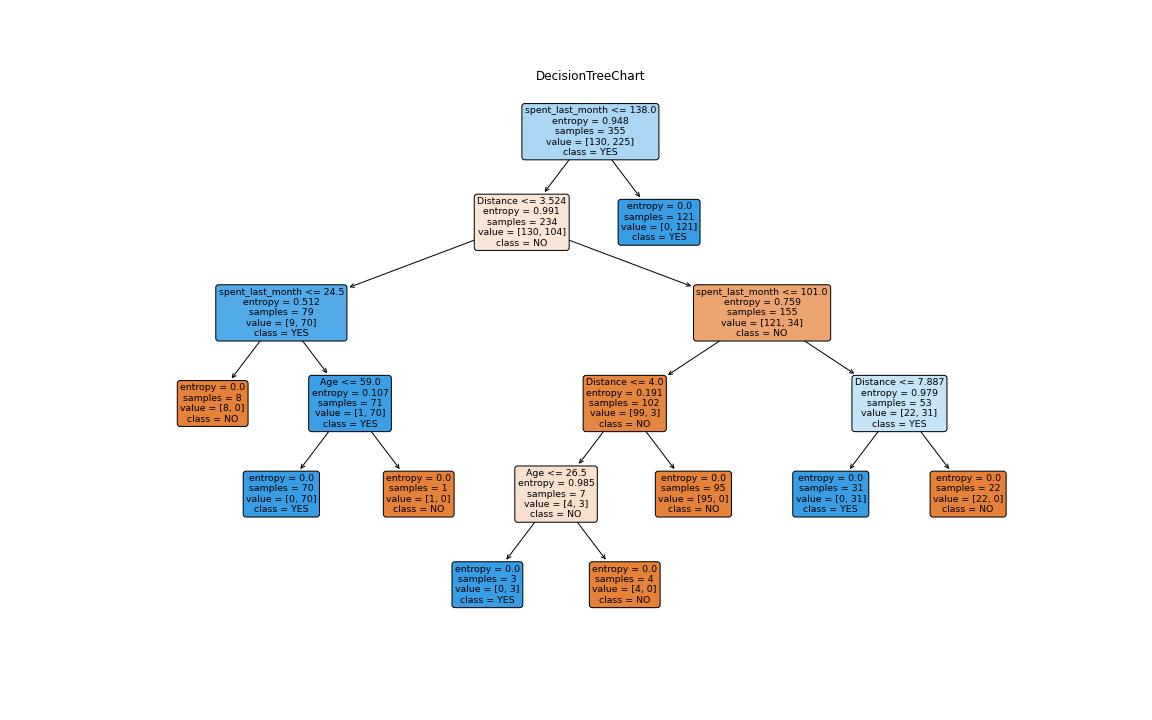 DecisionTreeChart
spent_last_month <= 138.0
entropy = 0.948
samples = 355
value = [130, 225]
class = YES
Distance <= 3.524
entropy = 0.991
samples = 234
value = [130, 104]
class = NO
entropy = 0.0
samples = 121
value = [0, 121]
class = YES
spent_last_month <= 24.5
entropy = 0.512
samples = 79
value = [9, 70]
class = YES
spent_last_month <= 101.0
entropy = 0.759
samples = 155
value = [121, 34]
class = NO
entropy = 0.0
samples = 8
value = [8, 0]
class = NO
Age <= 59.0
entropy = 0.107
samples = 71
value = [1, 70]
class = YES
Distance <= 4.0
entropy = 0.191
samples = 102
value = [99, 3]
class = NO
Distance <= 7.887
entropy = 0.979
samples = 53
value = [22, 31]
class = YES
entropy = 0.0
samples = 70
value = [0, 70]
class = YES
entropy = 0.0
samples = 1
value = [1, 0]
class = NO
Age <= 26.5
entropy = 0.985
samples = 7
value = [4, 3]
class = NO
entropy = 0.0
samples = 95
value = [95, 0]
class = NO
entropy = 0.0
samples = 31
value = [0, 31]
class = YES
entropy = 0.0
samples = 22
value = [22, 0]
class = NO
entropy = 0.0
samples = 3
value = [0, 3]
class = YES
entropy = 0.0
samples = 4
value = [4, 0]
class = NO